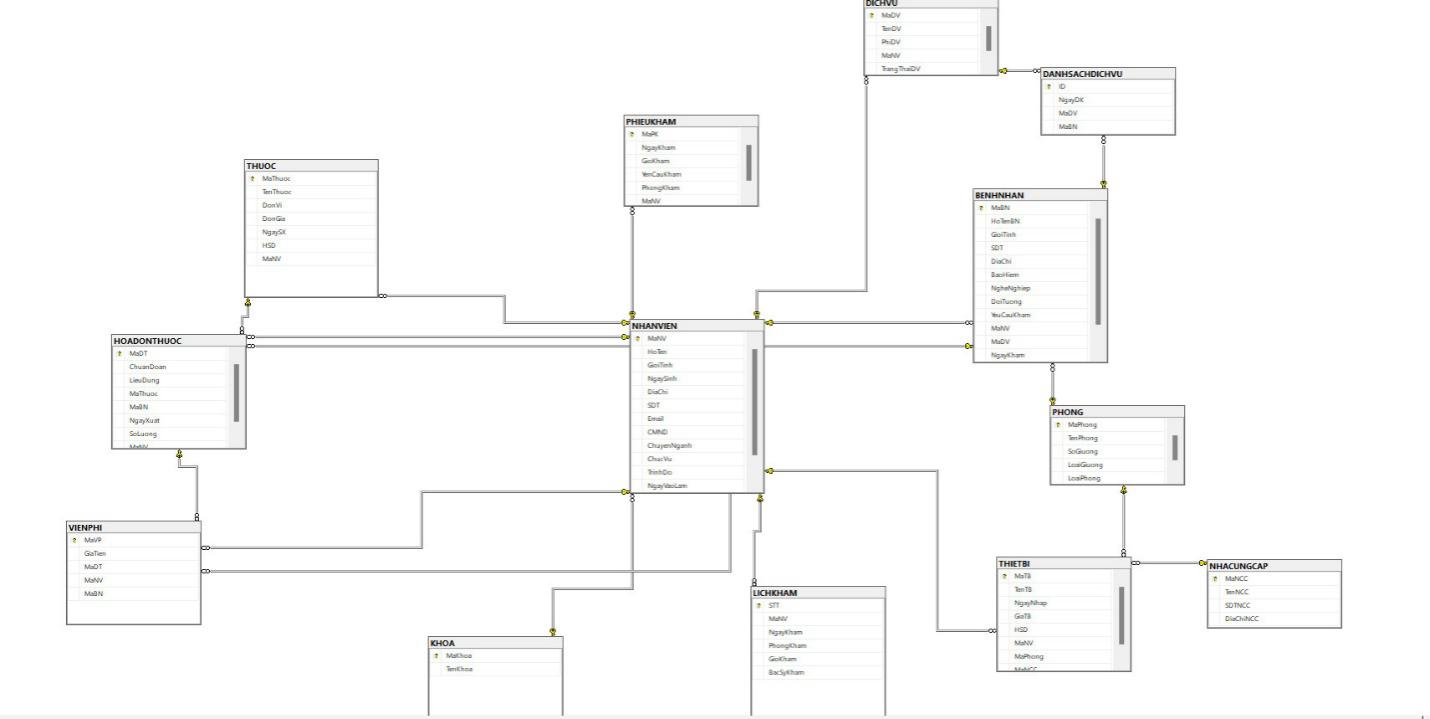 DICHVU
MaDV
TenDV
PhiDV
MaNV
TrangThaiDV
DANHSACHDICHVU
ID
NgayDK
MaDV
MaBN
PHIEUKHAM
MaPK
NgayKham
GioKham
YeuCauKham
PhongKham
MaNV
THUOC
MaThuoc
TenThuoc
DonVi
DonGia
NgaySX
HSD
MaNV
BENHNHAN
MaBN
HoTenBN
GioiTinh
SDT
DiaChi
BaoHiem
NgheNghiep
DoiTuong
YeuCauKham
MaNV
MaDV
NgayKham
NHANVIEN
MaNV
HoTen
GioiTinh
NgaySinh
DiaChi
SDT
Email
CMND
ChuyenNganh
ChucVu
TrinhDo
NgayVaoLam
HOADONTHUOC
MaDT
ChuanDoan
LieuDung
MaThuoc
MaBN
NgayXuat
SoLuong
MaNV
PHONG
MaPhong
TenPhong
SoGiuong
LoaiGiuong
LoaiPhong
VIENPHI
MaVP
GiaTien
MaDT
MaNV
MaBN
THIETBI
MaTB
TenTB
NgayNhap
GiaTB
HSD
MaNV
MaPhong
MaNCC
NHACUNGCAP
MaNCC
TenNCC
SDTNCC
DiaChiNCC
LICHKHAM
STT
MaNV
NgayKham
PhongKham
GioKham
BacSyKham
KHOA
MaKhoa
TenKhoa